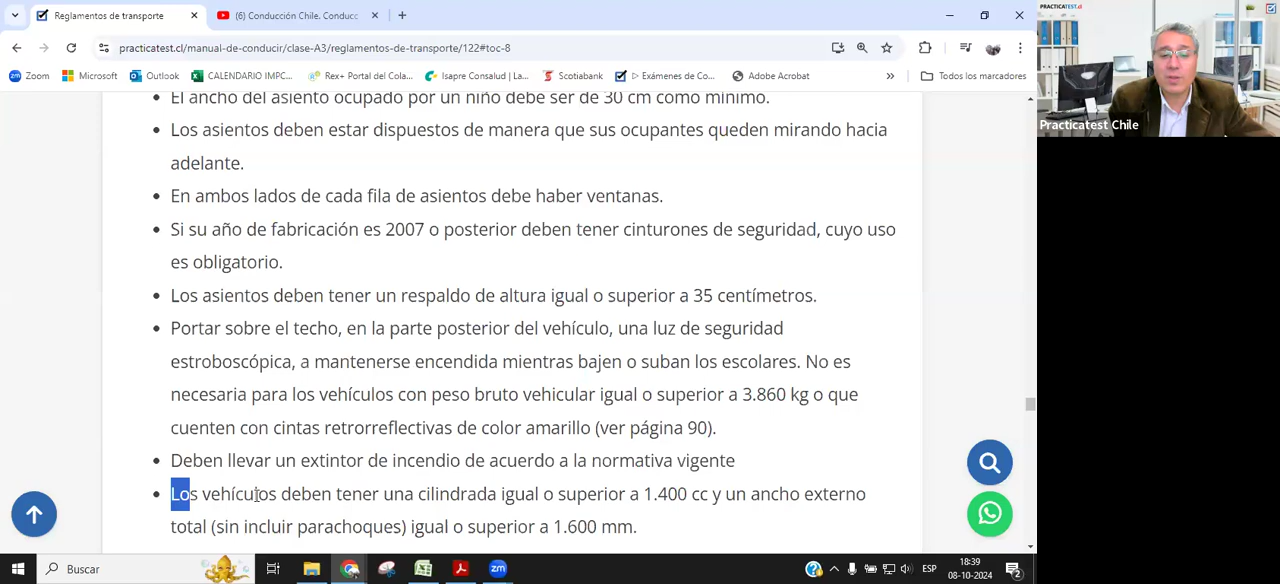 Reglamentos de transporte
(6) Conducción Chile. Con
practicatest.cl/manual-de-conducir/clase-A3/reglamentos-de-transporte/122#toc-8
Zoom
Microsoft
Outlook
CALENDARIO IMPC...
Rex+ Portal del Cola...
Isapre Consalud | La...
Scotiabank
▷ Exámenes de Co...
Adobe Acrobat
»
Todos los marcadores
PRACTICATEST.cl
Practicatest Chile
El ancho del asiento ocupado por un niño debe ser de 30 cm como mínimo.
Los asientos deben estar dispuestos de manera que sus ocupantes queden mirando hacia
adelante.
En ambos lados de cada fila de asientos debe haber ventanas.
Si su año de fabricación es 2007 o posterior deben tener cinturones de seguridad, cuyo uso
es obligatorio.
Los asientos deben tener un respaldo de altura igual o superior a 35 centímetros.
Portar sobre el techo, en la parte posterior del vehículo, una luz de seguridad
estroboscópica, a mantenerse encendida mientras bajen o suban los escolares. No es
necesaria para los vehículos con peso bruto vehicular igual o superior a 3.860 kg o que
cuenten con cintas retrorreflectivas de color amarillo (ver página 90).
Deben llevar un extintor de incendio de acuerdo a la normativa vigente
Los vehículos deben tener una cilindrada igual o superior a 1.400 cc y un ancho externo
total (sin incluir parachoques) igual o superior a 1.600 mm.
Buscar
ESP
18:39
08-10-2024